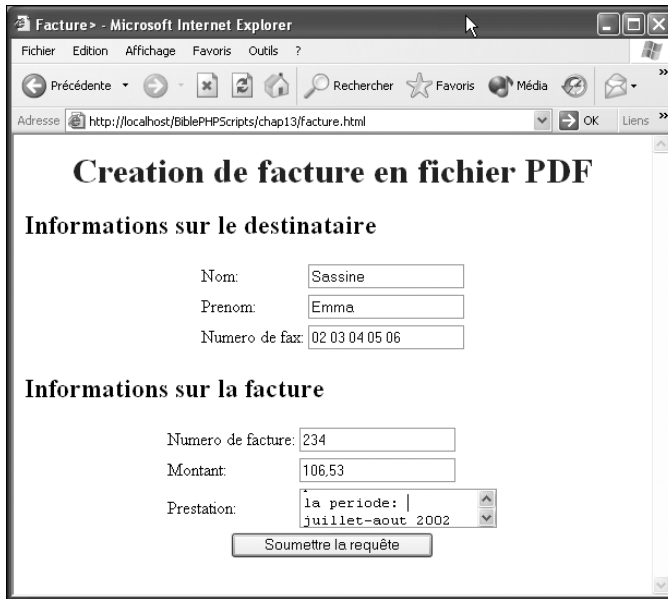 Facture> - Microsoft Internet Explorer
Fichier Edition Affichage Favoris Outils ?
Précédente Rechercher Favoris Média »
Adresse http://localhost/BiblePHPScripts/chap13/facture.html OK Liens »
Creation de facture en fichier PDF
Informations sur le destinataire
Nom: Sassine
Prenom: Emma
Numero de fax: 02 03 04 05 06
Informations sur la facture
Numero de facture: 234
Montant: 106,53
Prestation: la periode:
juillet-aout 2002
Soumettre la requête